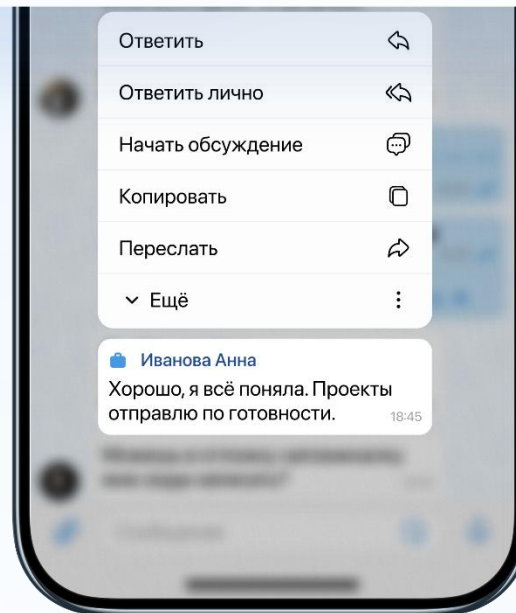 Ответить
Ответить лично
Начать обсуждение
Копировать
Переслать
Ещё
Иванова Анна
Хорошо, я всё поняла. Проекты
отправлю по готовности.
18:45